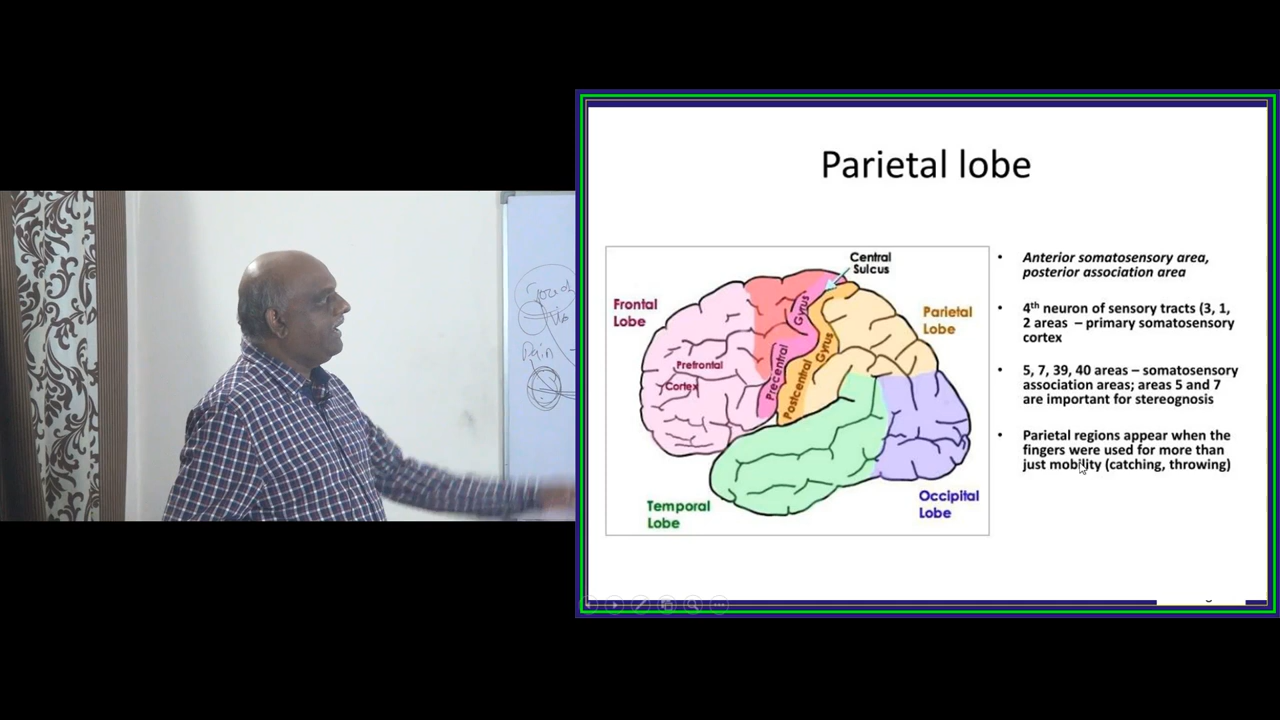 Parietal lobe
Central
Sulcus
Frontal
Lobe
Parietal
Lobe
Gyrus
Gyrus
Prefrontal
Cortex
Precentral
Postcentral
Temporal
Lobe
Occipital
Lobe
• Anterior somatosensory area,
posterior association area
• 4th neuron of sensory tracts (3, 1,
2 areas – primary somatosensory
cortex
• 5, 7, 39, 40 areas – somatosensory
association areas; areas 5 and 7
are important for stereognosis
• Parietal regions appear when the
fingers were used for more than
just mobility (catching, throwing)
Pain